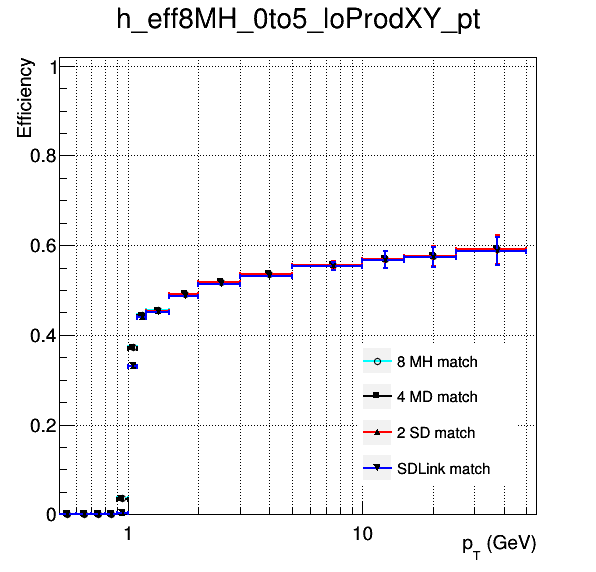 h_eff8MH_0to5_loProdXY_pt
Efficiency
1
0.8
0.6
0.4
0.2
0
8 MH match
4 MD match
2 SD match
SDLink match
1
10
p_T (GeV)